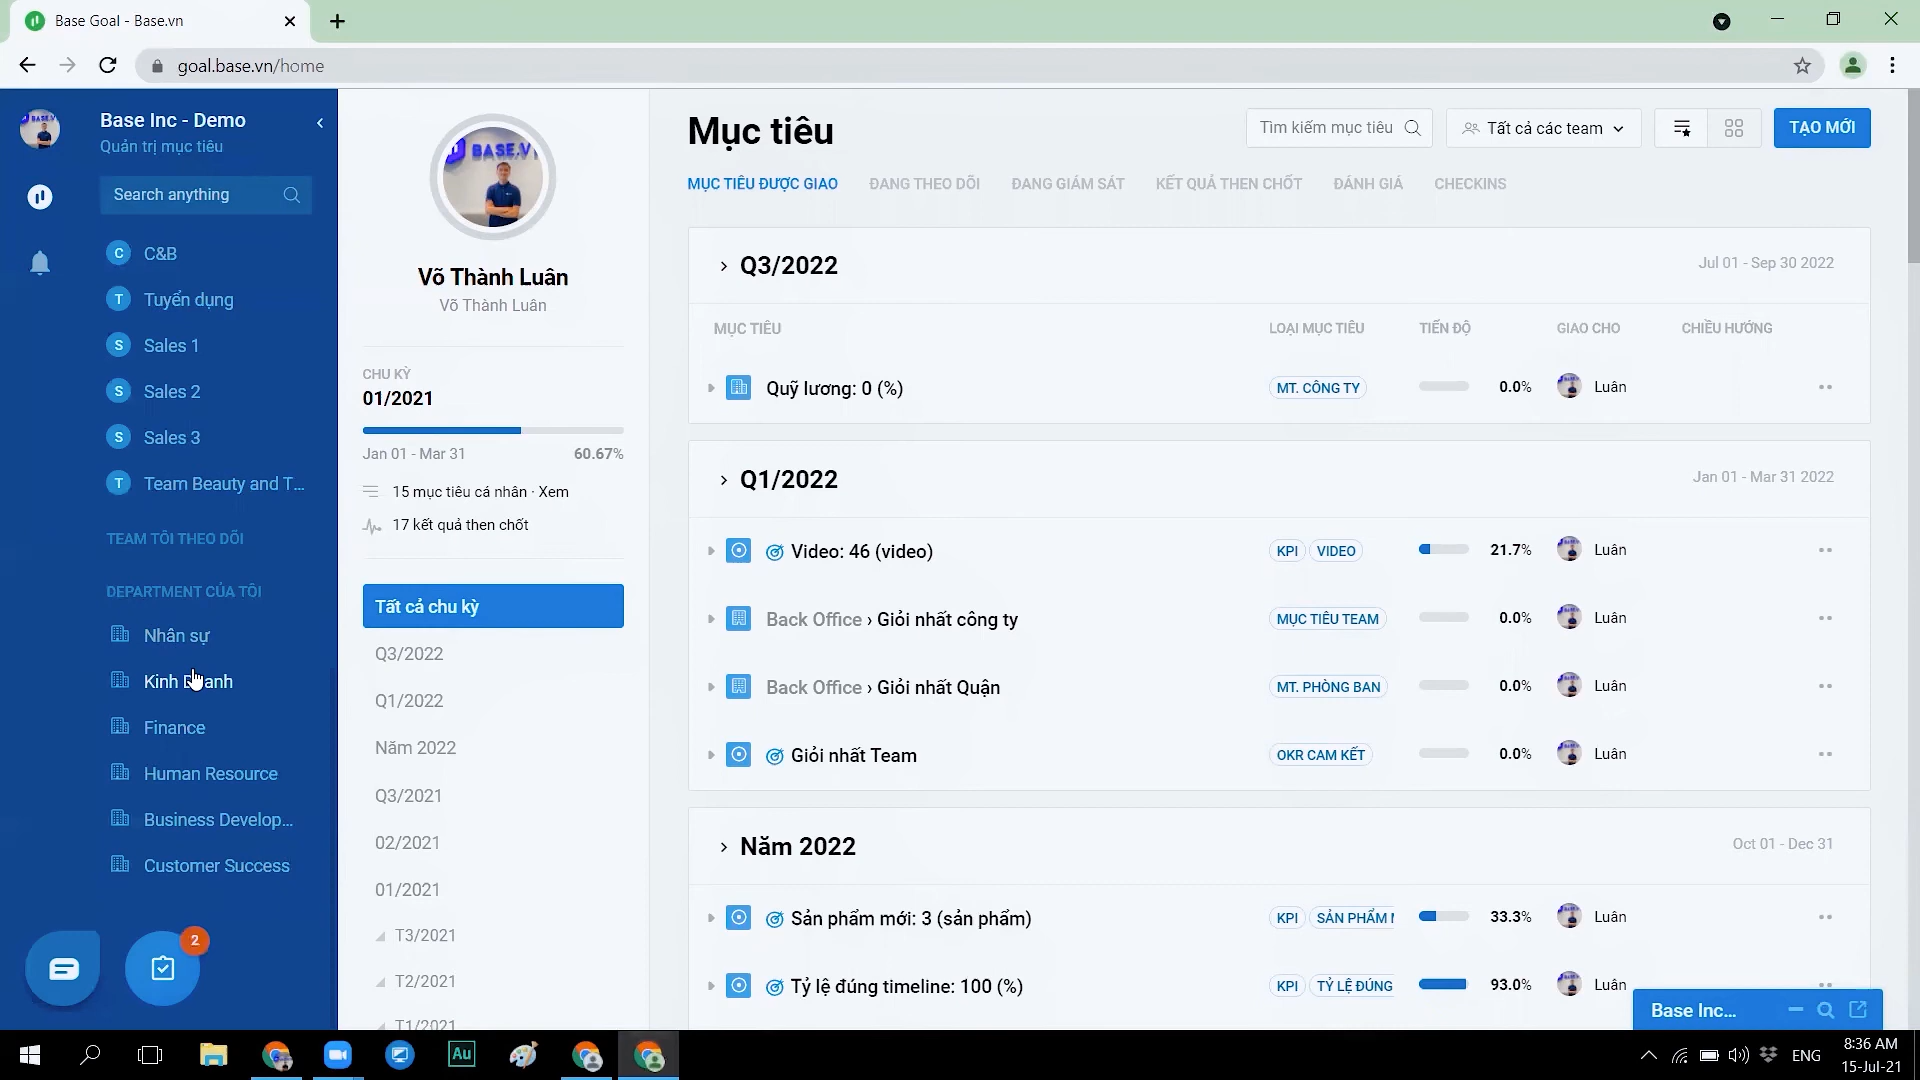 Base Goal - Base.vn
goal.base.vn/home
Base Inc - Demo
Quản trị mục tiêu
Search anything
C C&B
T Tuyển dụng
S Sales 1
S Sales 2
S Sales 3
T Team Beauty and T...
TEAM TÔI THEO DÕI
DEPARTMENT CỦA TÔI
Nhân sự
Kinh
Finance
Human Resource
Business Develop...
Customer Success
2
BASE.V
Võ Thành Luân
Võ Thành Luân
CHU KỲ
01/2021
Jan 01 - Mar 31 60.67%
15 mục tiêu cá nhân · Xem
17 kết quả then chốt
Tất cả chu kỳ
Q3/2022
Q1/2022
Năm 2022
Q3/2021
02/2021
01/2021
T3/2021
T2/2021
T1/2021
Mục tiêu
Tìm kiếm mục tiêu
Tất cả các team
TẠO MỚI
MỤC TIÊU ĐƯỢC GIAO ĐANG THEO DÕI ĐANG GIÁM SÁT KẾT QUẢ THEN CHỐT ĐÁNH GIÁ CHECKINS
Q3/2022 Jul 01 - Sep 30 2022
MỤC TIÊU LOẠI MỤC TIÊU TIẾN ĐỘ GIAO CHO CHIỀU HƯỚNG
Quỹ lương: 0 (%) MT. CÔNG TY 0.0% Luân
Q1/2022 Jan 01 - Mar 31 2022
Video: 46 (video) KPI VIDEO 21.7% Luân
Back Office › Giỏi nhất công ty MỤC TIÊU TEAM 0.0% Luân
Back Office › Giỏi nhất Quận MT. PHÒNG BAN 0.0% Luân
Giỏi nhất Team OKR CAM KẾT 0.0% Luân
Năm 2022 Oct 01 - Dec 31
Sản phẩm mới: 3 (sản phẩm) KPI SẢN PHẨM 33.3% Luân
Tỷ lệ đúng timeline: 100 (%) KPI TỶ LỆ ĐÚNG 93.0% Luân
Base Inc...
Au
ENG
8:36 AM
15-Jul-21